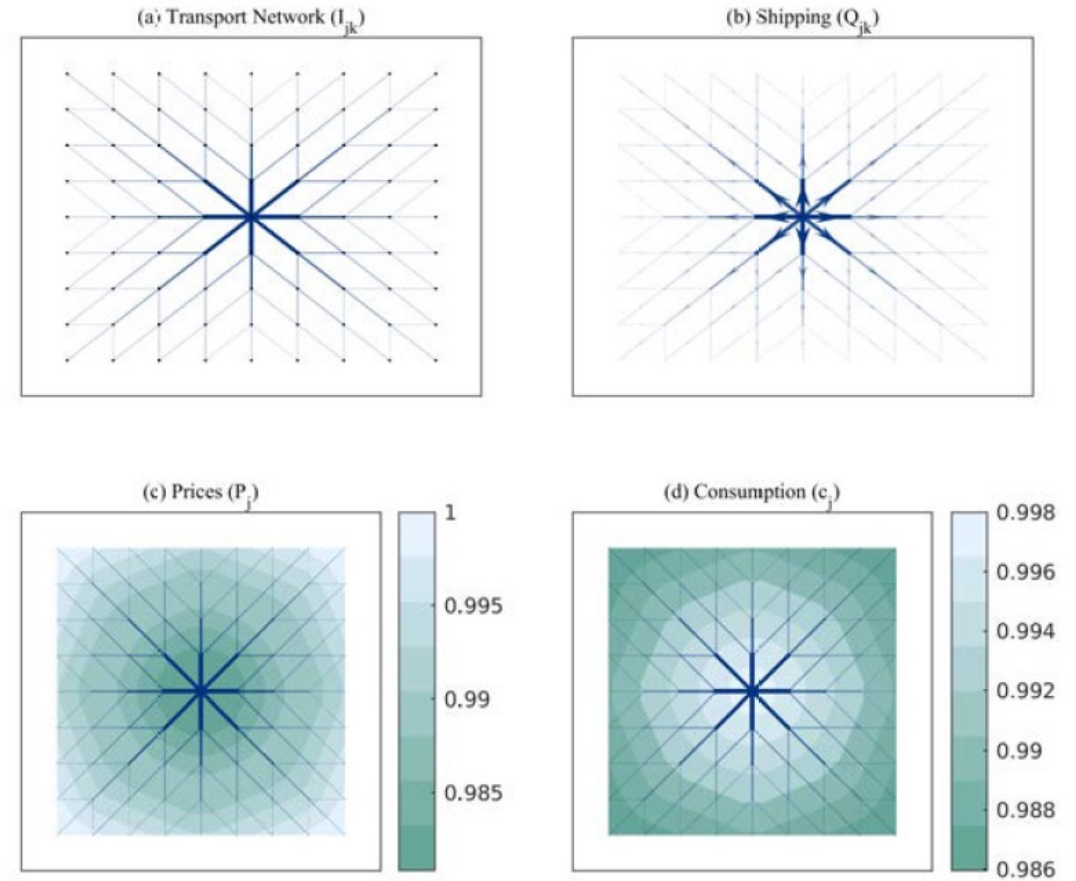 (a) Transport Network (I_jk)
(b) Shipping (Q_jk)
(c) Prices (P_j)
1
0.995
0.99
0.985
(d) Consumption (c_j)
0.998
0.996
0.994
0.992
0.99
0.988
0.986